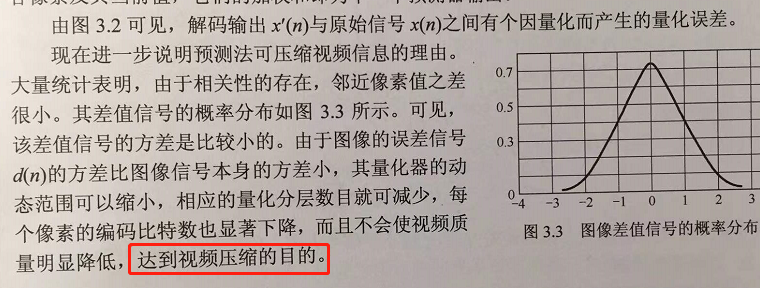 由图 3.2 可见，解码输出 x′(n)与原始信号 x(n)之间有个因量化而产生的量化误差。
现在进一步说明预测法可压缩视频信息的理由。
大量统计表明，由于相关性的存在，邻近像素值之差
很小。其差值信号的概率分布如图 3.3 所示。可见，
该差值信号的方差是比较小的。由于图像的误差信号
d(n)的方差比图像信号本身的方差小，其量化器的动
态范围可以缩小，相应的量化分层数目就可减少，每
个像素的编码比特数也显著下降，而且不会使视频质
量明显降低，达到视频压缩的目的。
0.7
0.5
0.3
0
-4 -3 -2 -1 0 1 2 3
图 3.3 图像差值信号的概率分布